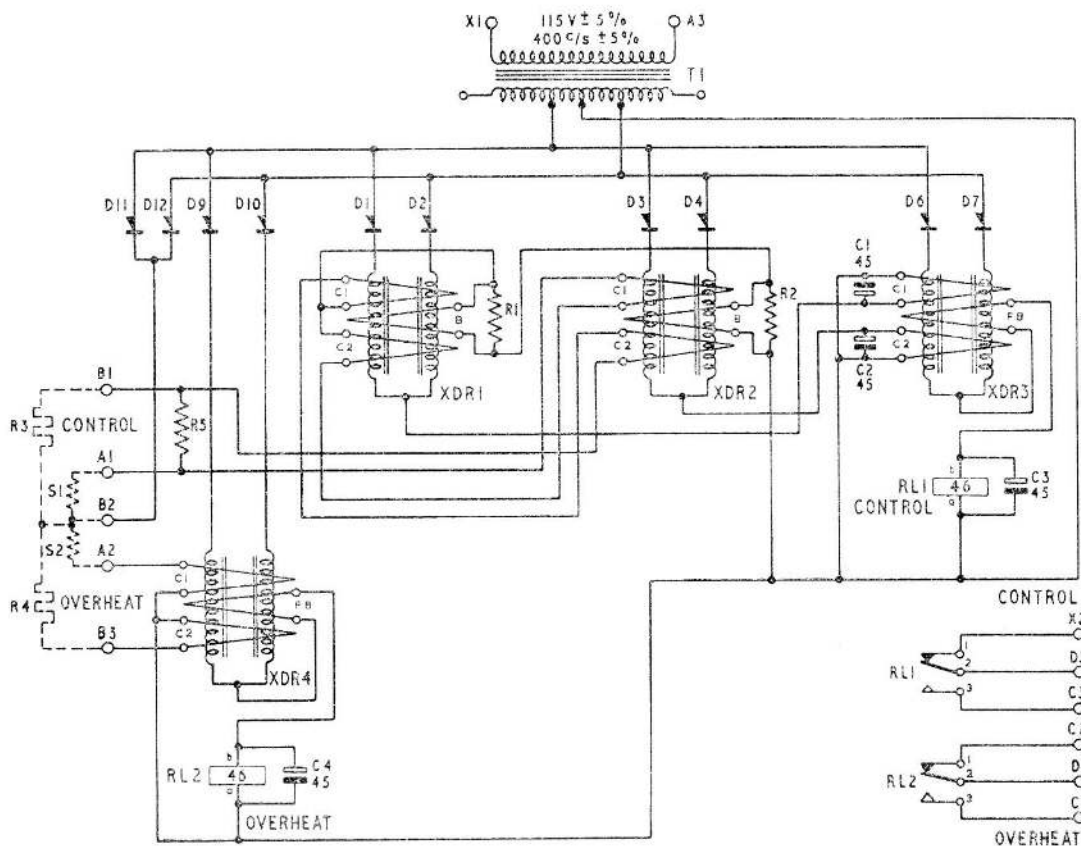 X1 115V ± 5% A3
400 c/s ± 5%
T1
D11 D12 D9 D10 D1 D2 D3 D4 D6 D7
C1
45
C1 C1 C1
R1 R2
B B FB
C2 C2 C2
C2
45
XDR1 XDR2 XDR3
B1
R3 CONTROL R5
A1
S1
B2
S2
A2
b
RL1 46 C3
45
CONTROL
a
C1
R4 OVERHEAT FB
C2
B3
XDR4
CONTROL
1
2
RL1
3
b
RL2 46 C4
45
a
OVERHEAT
1
2
RL2
3
OVERHEAT